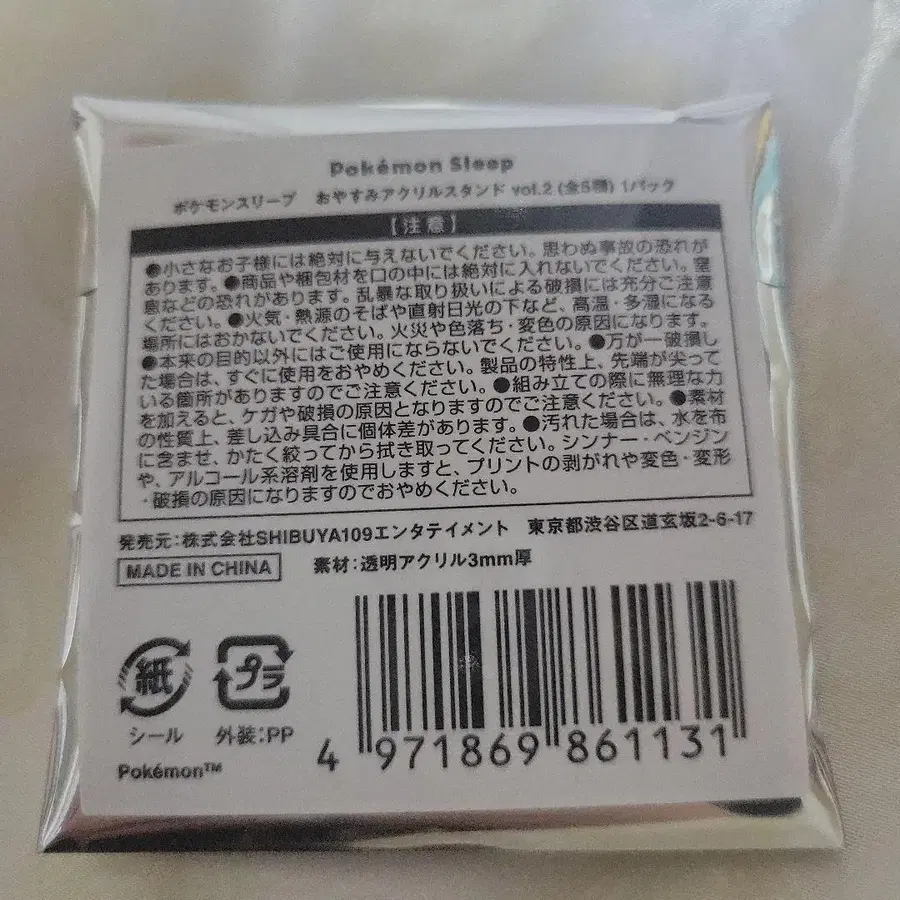 Pokémon Sleep
ポケモンスリープ おやすみアクリルスタンド vol.2 (全5種) 1パック
【注意】
●小さなお子様には絶対に与えないでください。思わぬ事故の恐れが
あります。●商品や梱包材を口の中には絶対に入れないでください。窒
息などの恐れがあります。乱暴な取り扱いによる破損には充分ご注意
ください。●火気・熱源のそばや直射日光の下など、高温・多湿になる
場所にはおかないでください。火災や色落ち・変色の原因になります。
●本来の目的以外にはご使用にならないでください。●万が一破損し
た場合は、すぐに使用をおやめください。製品の特性上、先端が尖って
いる箇所がありますのでご注意ください。●組み立ての際に無理な力
を加えると、ケガや破損の原因となりますのでご注意ください。●素材
の性質上、差し込み具合に個体差があります。●汚れた場合は、水を布
に含ませ、かたく絞ってから拭き取ってください。シンナー・ベンジン
や、アルコール系溶剤を使用しますと、プリントの剥がれや変色・変形
・破損の原因になりますのでおやめください。
発売元:株式会社SHIBUYA109エンタテイメント 東京都渋谷区道玄坂2-6-17
MADE IN CHINA 素材:透明アクリル3mm厚
紙 プラ
シール 外装:PP
4 971869 861131
Pokémon™